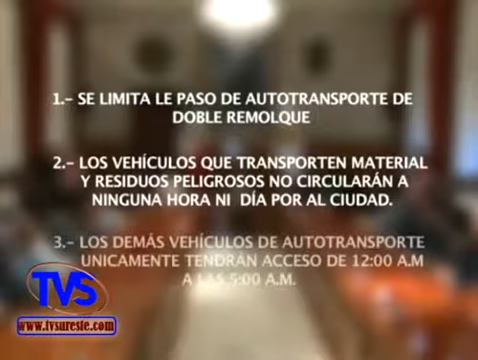 1.- SE LIMITA LE PASO DE AUTOTRANSPORTE DE
DOBLE REMOLQUE
2.- LOS VEHÍCULOS QUE TRANSPORTEN MATERIAL
Y RESIDUOS PELIGROSOS NO CIRCULARÁN A
NINGUNA HORA NI DÍA POR AL CIUDAD.
3.- LOS DEMÁS VEHÍCULOS DE AUTOTRANSPORTE
UNICAMENTE TENDRÁN ACCESO DE 12:00 A.M
A LAS 5:00 A.M.
TVS
www.tvsureste.com